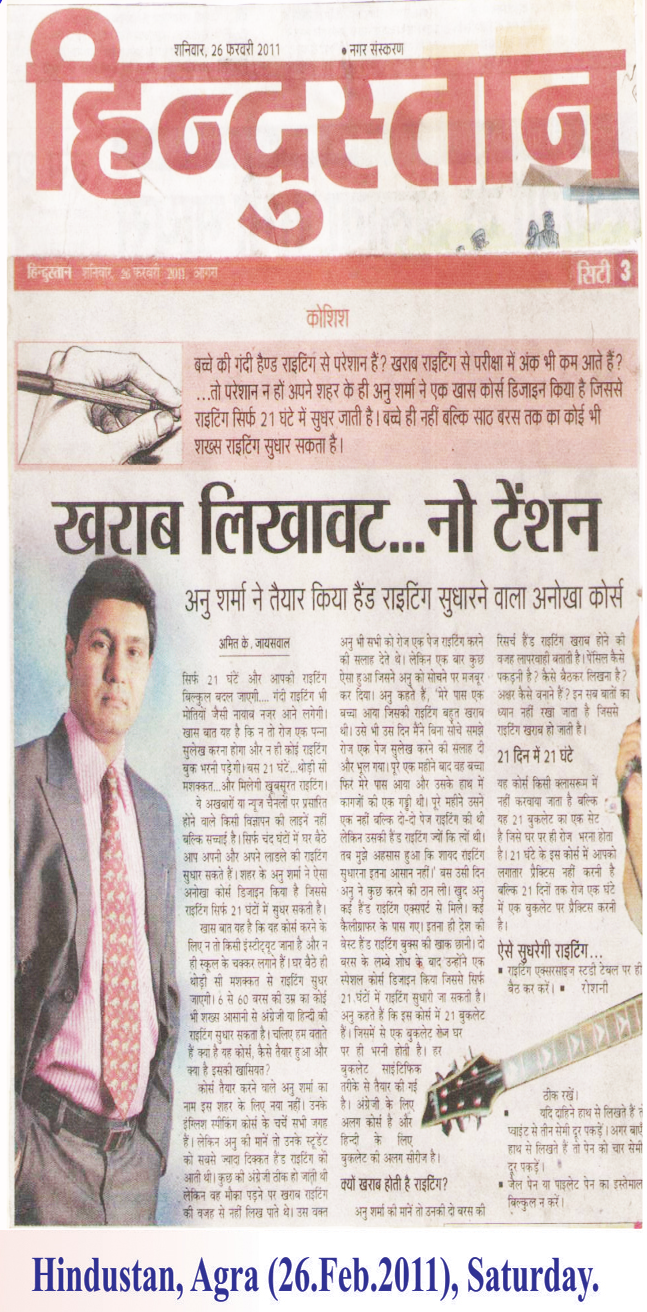 शनिवार, 26 फरवरी 2011
• नगर संस्करण
हिन्दुस्तान
हिन्दुस्तान शनिवार, 26 फरवरी 2011, आगरा
सिटी 3
कोशिश
बच्चे की गंदी हैण्ड राइटिंग से परेशान हैं? खराब राइटिंग से परीक्षा में अंक भी कम आते हैं?
...तो परेशान न हों अपने शहर के ही अनु शर्मा ने एक खास कोर्स डिजाइन किया है जिससे
राइटिंग सिर्फ 21 घंटे में सुधर जाती है। बच्चे ही नहीं बल्कि साठ बरस तक का कोई भी
शख्स राइटिंग सुधार सकता है।
खराब लिखावट...नो टेंशन
अनु शर्मा ने तैयार किया हैंड राइटिंग सुधारने वाला अनोखा कोर्स
अमित के. जायसवाल
सिर्फ 21 घंटे और आपकी राइटिंग
बिल्कुल बदल जाएगी.... गंदी राइटिंग भी
मोतियों जैसी नायाब नजर आने लगेगी।
खास बात यह है कि न तो रोज एक पन्ना
सुलेख करना होगा और न ही कोई राइटिंग
बुक भरनी पड़ेगी। बस 21 घंटे...थोड़ी सी
मशक्कत...और मिलेगी खूबसूरत राइटिंग।
ये अखबारों या न्यूज चैनलों पर प्रसारित
होने वाले किसी विज्ञापन की लाइनें नहीं
बल्कि सच्चाई है। सिर्फ चंद घंटों में घर बैठे
आप अपनी और अपने लाडले की राइटिंग
सुधार सकते हैं। शहर के अनु शर्मा ने ऐसा
अनोखा कोर्स डिजाइन किया है जिससे
राइटिंग सिर्फ 21 घंटों में सुधर सकती है।
खास बात यह है कि यह कोर्स करने के
लिए न तो किसी इंस्टीट्यूट जाना है और न
ही स्कूल के चक्कर लगाने हैं। घर बैठे ही
थोड़ी सी मशक्कत से राइटिंग सुधर
जाएगी। 6 से 60 बरस की उम्र का कोई
भी शख्स आसानी से अंग्रेजी या हिन्दी की
राइटिंग सुधार सकता है। चलिए हम बताते
हैं क्या है यह कोर्स, कैसे तैयार हुआ और
क्या है इसकी खासियत?
कोर्स तैयार करने वाले अनु शर्मा का
नाम इस शहर के लिए नया नहीं। उनके
इंग्लिश स्पीकिंग कोर्स के चर्चे सभी जगह
हैं। लेकिन अनु की मानें तो उनके स्टूडेंट
को सबसे ज्यादा दिक्कत हैंड राइटिंग की
आती थी। कुछ की अंग्रेजी ठीक हो जाती थी
लेकिन वह मौका पड़ने पर खराब राइटिंग
की वजह से नहीं लिख पाते थे। उस वक्त
अनु भी सभी को रोज एक पेज राइटिंग करने
की सलाह देते थे। लेकिन एक बार कुछ
ऐसा हुआ जिसने अनु को सोचने पर मजबूर
कर दिया। अनु कहते हैं, 'मेरे पास एक
बच्चा आया जिसकी राइटिंग बहुत खराब
थी। उसे भी उस दिन मैंने बिना सोचे समझे
रोज एक पेज सुलेख करने की सलाह दी
और भूल गया। पूरे एक महीने बाद वह बच्चा
फिर मेरे पास आया और उसके हाथ में
कागजों की एक गड्डी थी। पूरे महीने उसने
एक नहीं बल्कि दो-दो पेज राइटिंग की थी
लेकिन उसकी हैंड राइटिंग ज्यों कि त्यों थी।
तब मुझे अहसास हुआ कि शायद राइटिंग
सुधारना इतना आसान नहीं।' बस उसी दिन
अनु ने कुछ करने की ठान ली। खुद अनु
कई हैंड राइटिंग एक्सपर्ट से मिले। कई
कैलीग्राफर के पास गए। इतना ही देश की
बेस्ट हैंड राइटिंग बुक्स की खाक छानी। दो
बरस के लम्बे शोध के बाद उन्होंने एक
स्पेशल कोर्स डिजाइन किया जिससे सिर्फ
21 घंटों में राइटिंग सुधारी जा सकती है।
अनु कहते हैं कि इस कोर्स में 21 बुकलेट
हैं। जिसमें से एक बुकलेट रोज घर
पर ही भरनी होती है। हर
बुकलेट साइंटिफिक
तरीके से तैयार की गई
है। अंग्रेजी के लिए
अलग कोर्स है और
हिन्दी के लिए
बुकलेट की अलग सीरीज है।
क्यों खराब होती है राइटिंग?
अनु शर्मा की मानें तो उनकी दो बरस की
रिसर्च हैंड राइटिंग खराब होने की
वजह लापरवाही बताती है। पेंसिल कैसे
पकड़नी है? कैसे बैठकर लिखना है?
अक्षर कैसे बनाने हैं? इन सब बातों का
ध्यान नहीं रखा जाता है जिससे
राइटिंग खराब हो जाती है।
21 दिन में 21 घंटे
यह कोर्स किसी क्लासरूम में
नहीं करवाया जाता है बल्कि
यह 21 बुकलेट का एक सेट
है जिसे घर पर ही रोज भरना होता
है। 21 घंटे के इस कोर्स में आपको
लगातार प्रैक्टिस नहीं करनी है
बल्कि 21 दिनों तक रोज एक घंटे
में एक बुकलेट पर प्रैक्टिस करनी
है।
ऐसे सुधरेगी राइटिंग...
▪ राइटिंग एक्सरसाइज स्टडी टेबल पर ही
बैठ कर करें। ▪ रोशनी
ठीक रखें।
▪ यदि दाहिने हाथ से लिखते हैं
प्वाइंट से तीन सेमी दूर पकड़ें। अगर बाएं
हाथ से लिखते हैं तो पेन को चार सेमी
दूर पकड़ें।
▪ जेल पेन या पाइलेट पेन का इस्तेमाल
बिल्कुल न करें।
Hindustan, Agra (26.Feb.2011), Saturday.